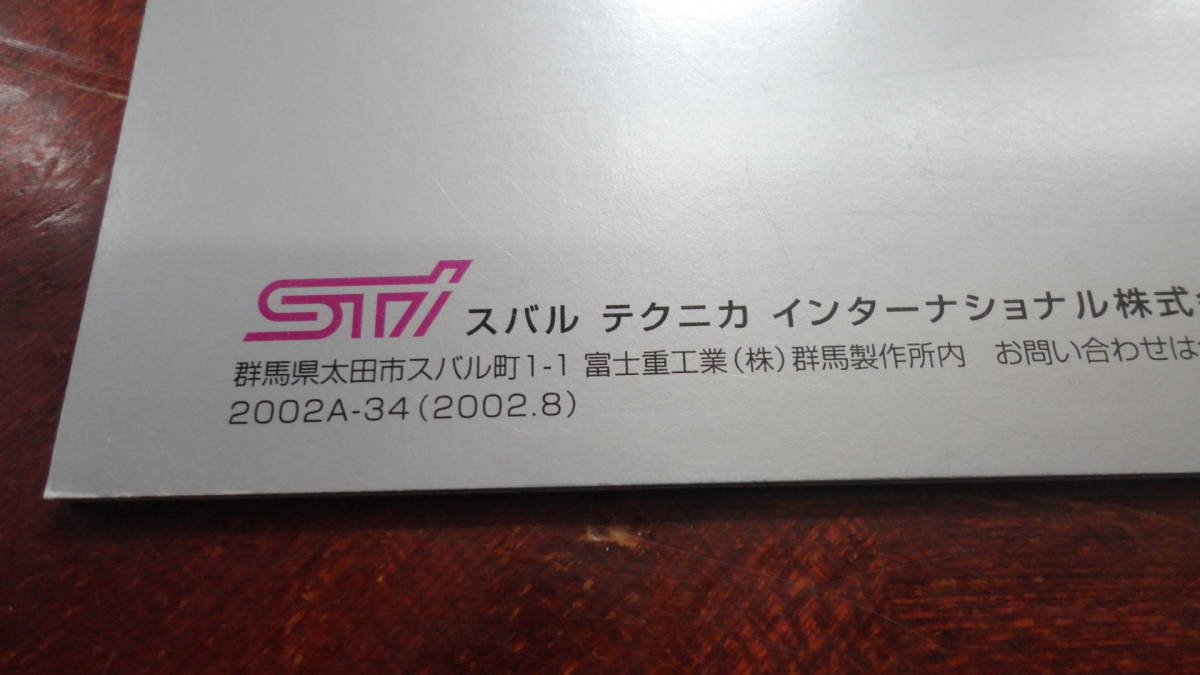 STi スバル テクニカ インターナショナル株式
群馬県太田市スバル町1-1 富士重工業(株)群馬製作所内 お問い合わせは
2002A-34(2002.8)